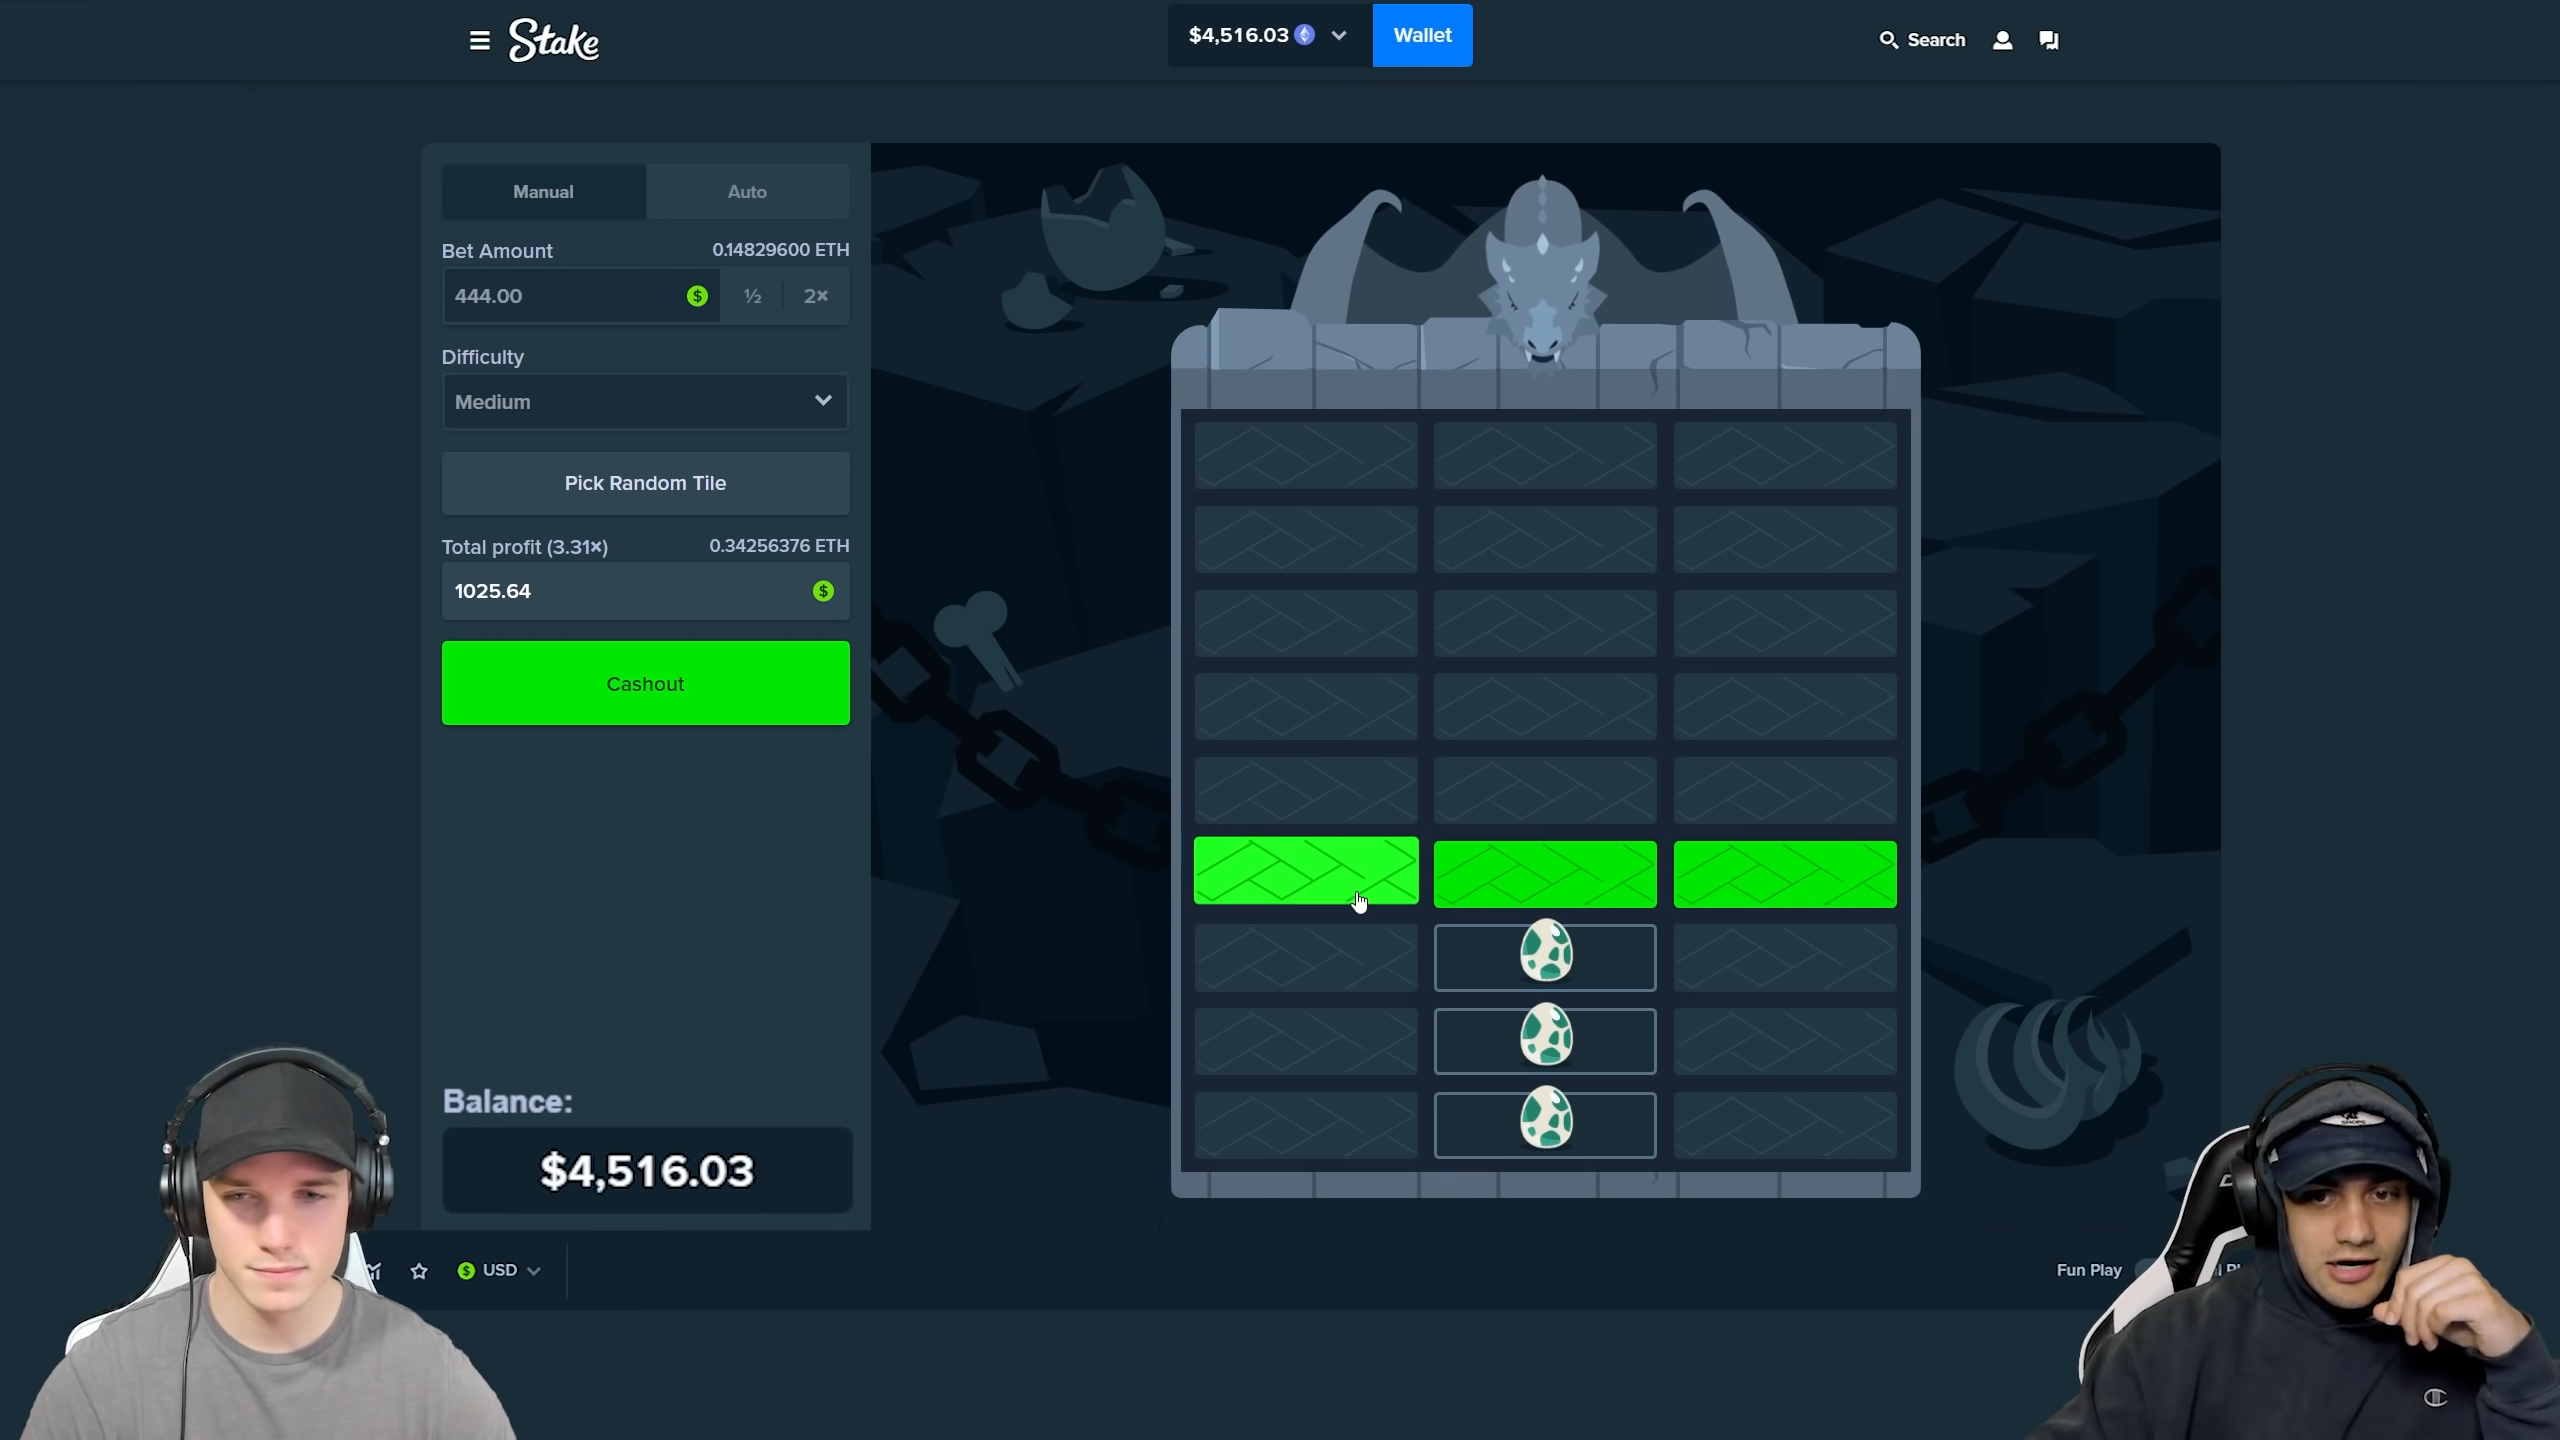 Stake
$4,516.03
Wallet
Search
Manual
Auto
Bet Amount
0.14829600 ETH
444.00
$
½
2×
Difficulty
Medium
Pick Random Tile
Total profit (3.31×)
0.34256376 ETH
1025.64
$
Cashout
Balance:
$4,516.03
$ USD
Fun Play